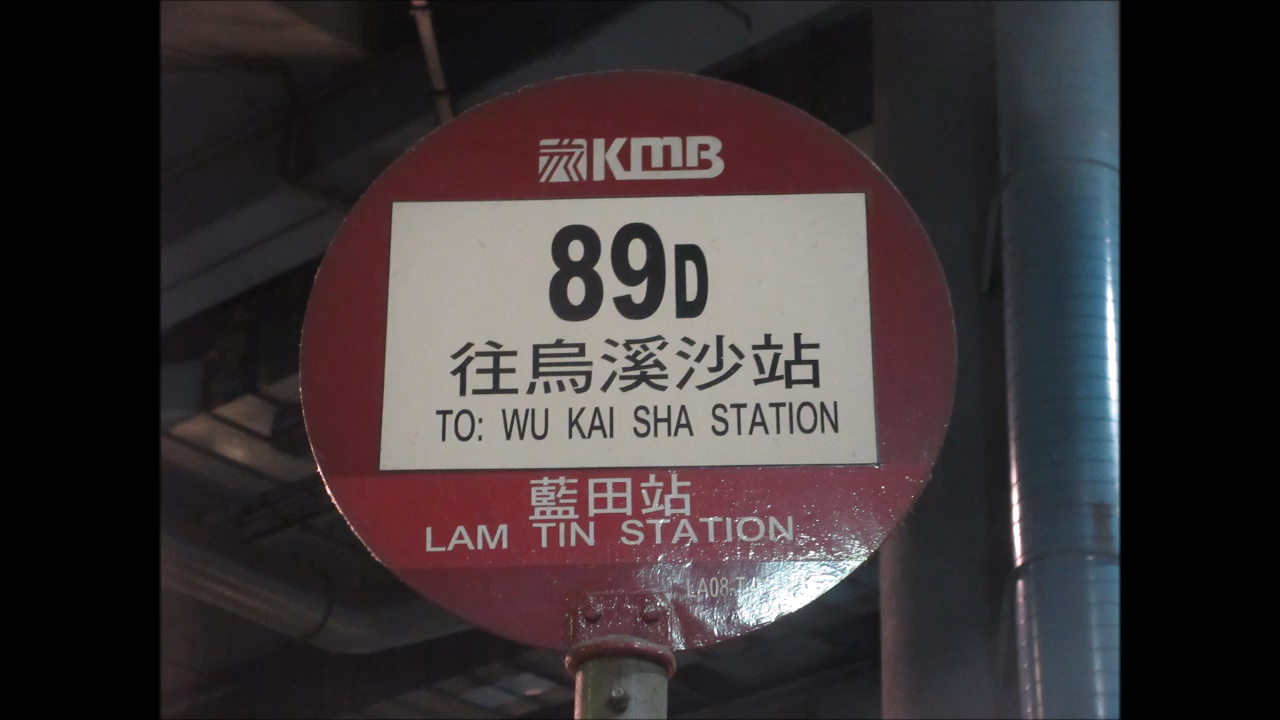 KMB
89D
往烏溪沙站
TO: WU KAI SHA STATION
藍田站
LAM TIN STATION